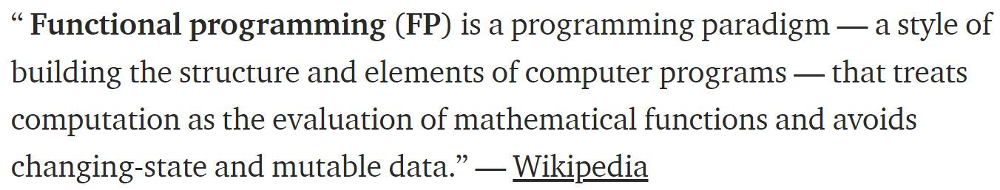 “ Functional programming (FP) is a programming paradigm — a style of
building the structure and elements of computer programs — that treats
computation as the evaluation of mathematical functions and avoids
changing-state and mutable data.” — Wikipedia